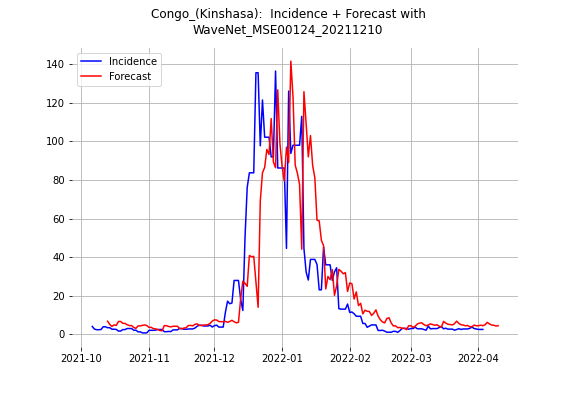 Congo_(Kinshasa):  Incidence + Forecast with
WaveNet_MSE00124_20211210
Incidence
Forecast
140
120
100
80
60
40
20
0
2021-10 2021-11 2021-12 2022-01 2022-02 2022-03 2022-04